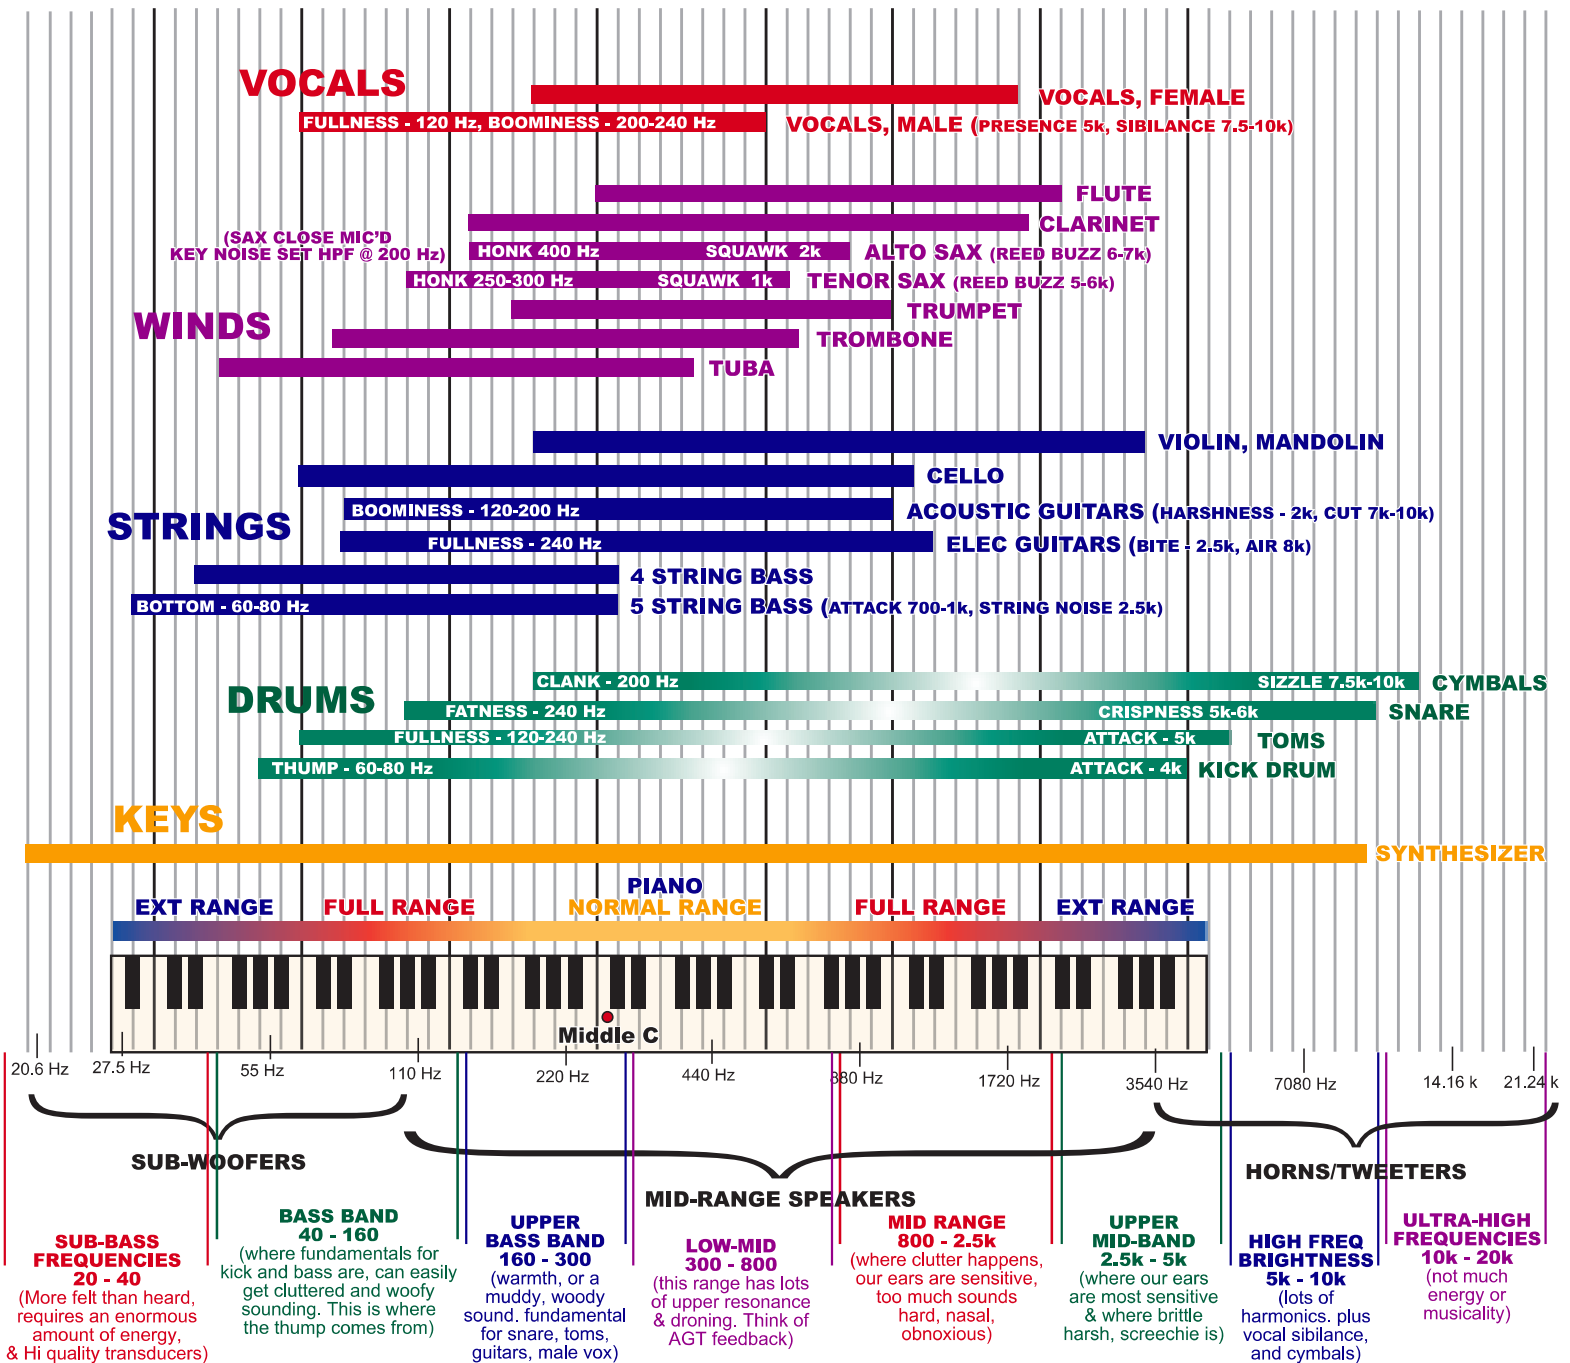 VOCALS
VOCALS, FEMALE
FULLNESS - 120 Hz, BOOMINESS - 200-240 Hz
VOCALS, MALE (PRESENCE 5k, SIBILANCE 7.5-10k)
FLUTE
CLARINET
(SAX CLOSE MIC'D
KEY NOISE SET HPF @ 200 Hz)
HONK 400 Hz SQUAWK 2k
ALTO SAX (REED BUZZ 6-7k)
HONK 250-300 Hz SQUAWK 1k
TENOR SAX (REED BUZZ 5-6k)
WINDS
TRUMPET
TROMBONE
TUBA
VIOLIN, MANDOLIN
CELLO
STRINGS
BOOMINESS - 120-200 Hz
ACOUSTIC GUITARS (HARSHNESS - 2k, CUT 7k-10k)
FULLNESS - 240 Hz
ELEC GUITARS (BITE - 2.5k, AIR 8k)
4 STRING BASS
BOTTOM - 60-80 Hz
5 STRING BASS (ATTACK 700-1k, STRING NOISE 2.5k)
DRUMS
CLANK - 200 Hz SIZZLE 7.5k-10k
CYMBALS
FATNESS - 240 Hz CRISPNESS 5k-6k
SNARE
FULLNESS - 120-240 Hz ATTACK - 5k
TOMS
THUMP - 60-80 Hz ATTACK - 4k
KICK DRUM
KEYS
SYNTHESIZER
PIANO
EXT RANGE FULL RANGE NORMAL RANGE FULL RANGE EXT RANGE
Middle C
20.6 Hz 27.5 Hz 55 Hz 110 Hz 220 Hz 440 Hz 880 Hz 1720 Hz 3540 Hz 7080 Hz 14.16 k 21.24 k
SUB-WOOFERS
MID-RANGE SPEAKERS
HORNS/TWEETERS
SUB-BASS
FREQUENCIES
20 - 40
(More felt than heard,
requires an enormous
amount of energy,
& Hi quality transducers)
BASS BAND
40 - 160
(where fundamentals for
kick and bass are, can easily
get cluttered and woofy
sounding. This is where
the thump comes from)
UPPER
BASS BAND
160 - 300
(warmth, or a
muddy, woody
sound. fundamental
for snare, toms,
guitars, male vox)
LOW-MID
300 - 800
(this range has lots
of upper resonance
& droning. Think of
AGT feedback)
MID RANGE
800 - 2.5k
(where clutter happens,
our ears are sensitive,
too much sounds
hard, nasal,
obnoxious)
UPPER
MID-BAND
2.5k - 5k
(where our ears
are most sensitive
& where brittle
harsh, screechie is)
HIGH FREQ
BRIGHTNESS
5k - 10k
(lots of
harmonics. plus
vocal sibilance,
and cymbals)
ULTRA-HIGH
FREQUENCIES
10k - 20k
(not much
energy or
musicality)